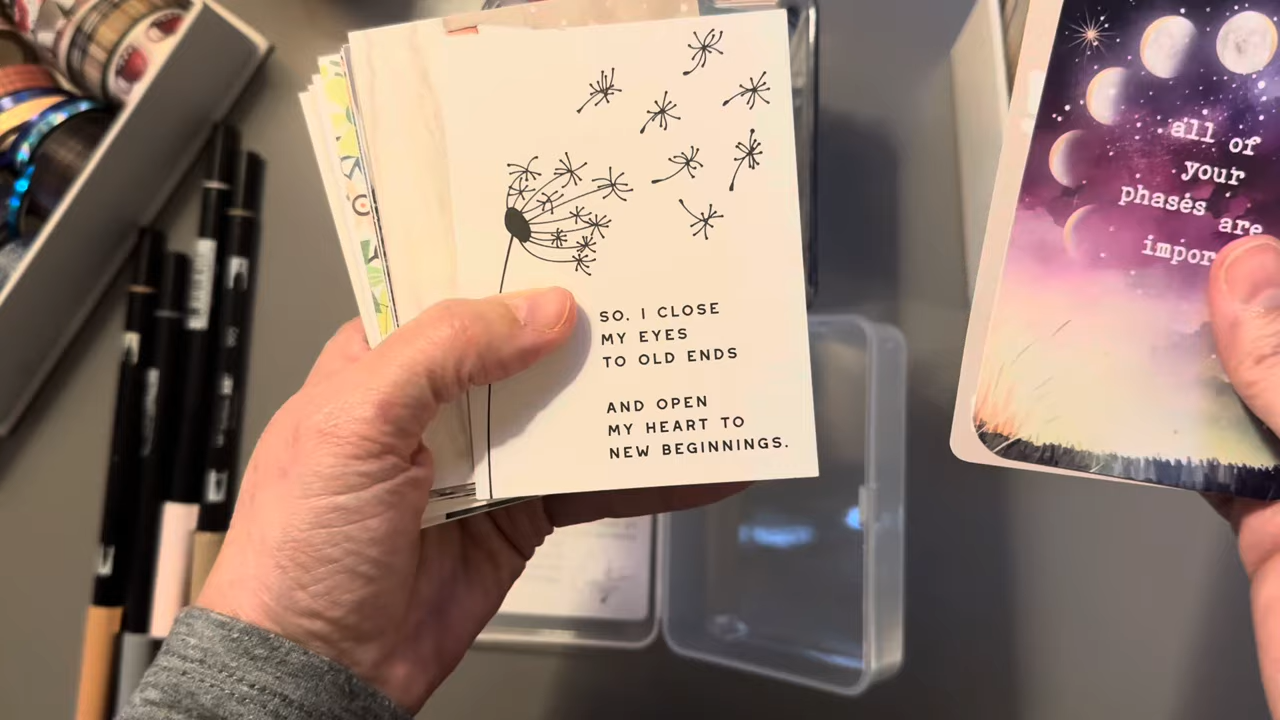 SO. I CLOSE
MY EYES
TO OLD ENDS
AND OPEN
MY HEART TO
NEW BEGINNINGS.
all of
your
phases are